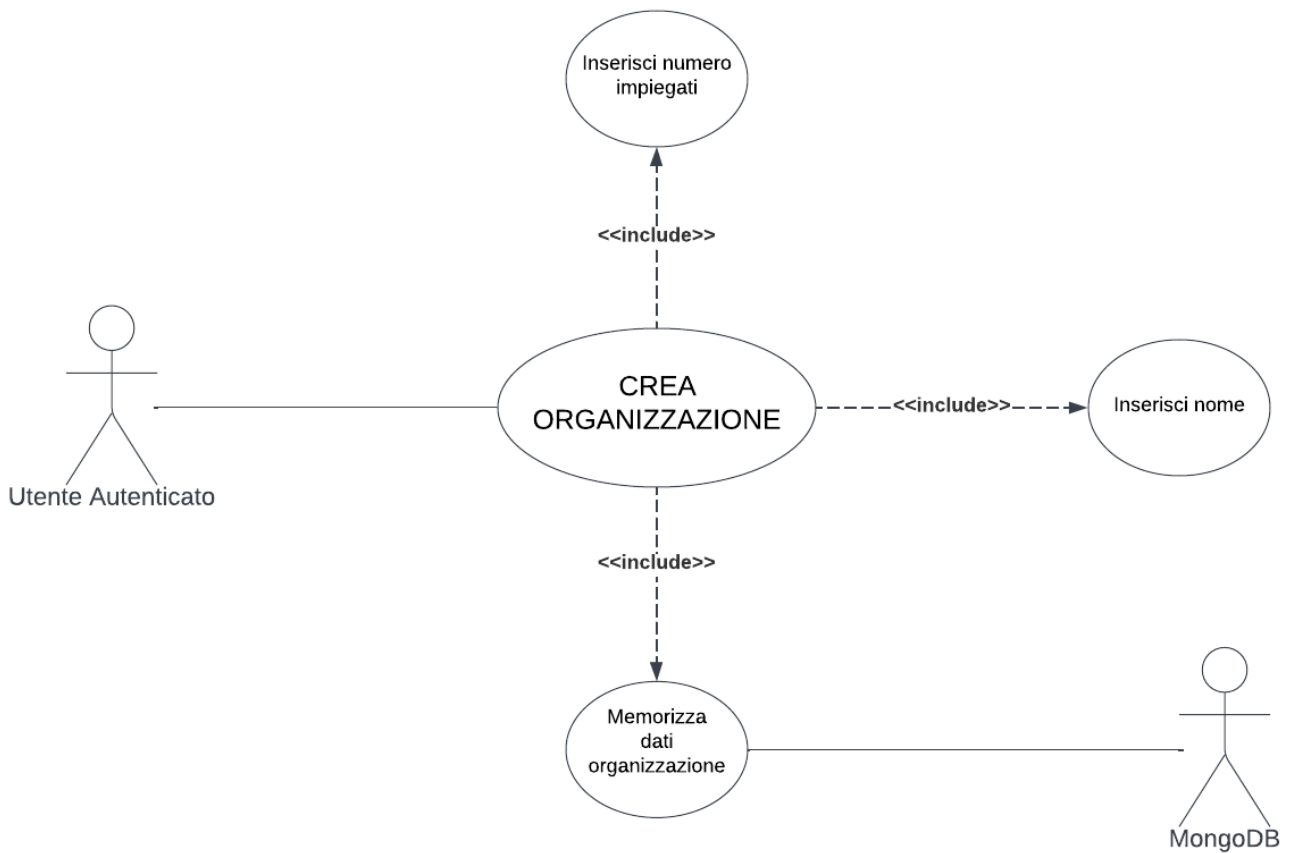 Inserisci numero
impiegati
<<include>>
CREA
ORGANIZZAZIONE
<<include>>
Inserisci nome
Utente Autenticato
<<include>>
Memorizza
dati
organizzazione
MongoDB